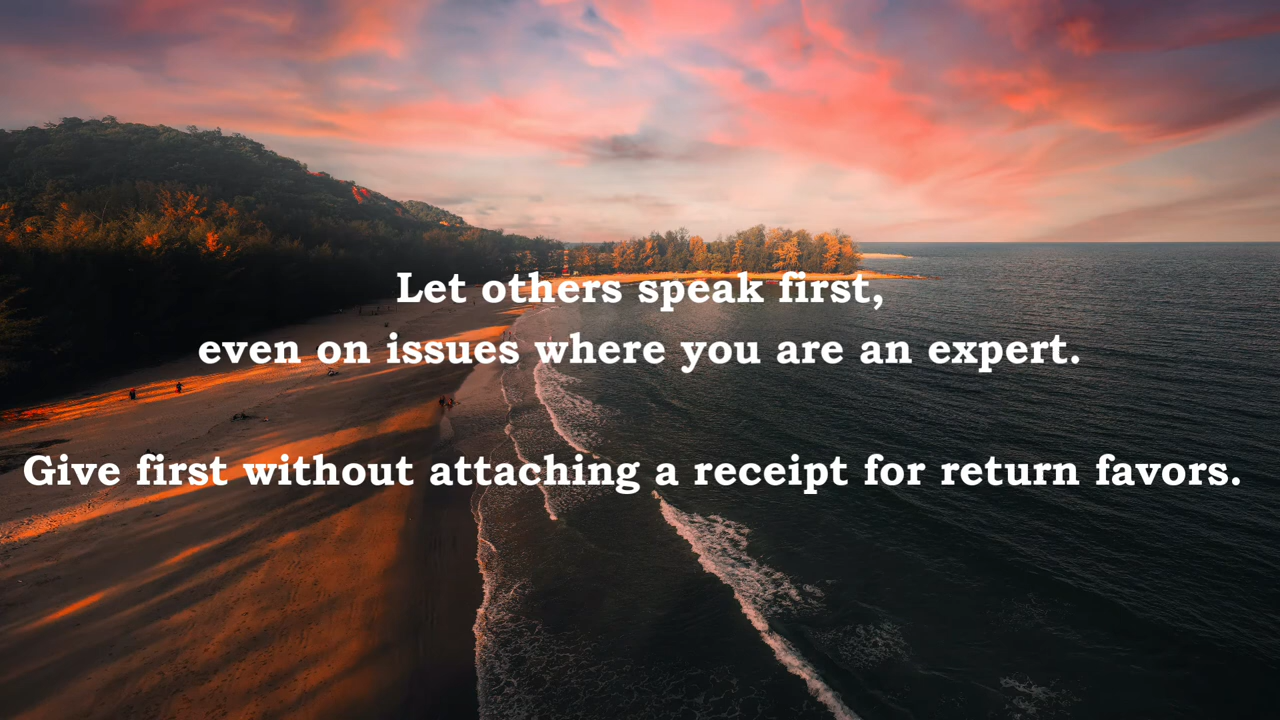 Let others speak first,
even on issues where you are an expert.
Give first without attaching a receipt for return favors.